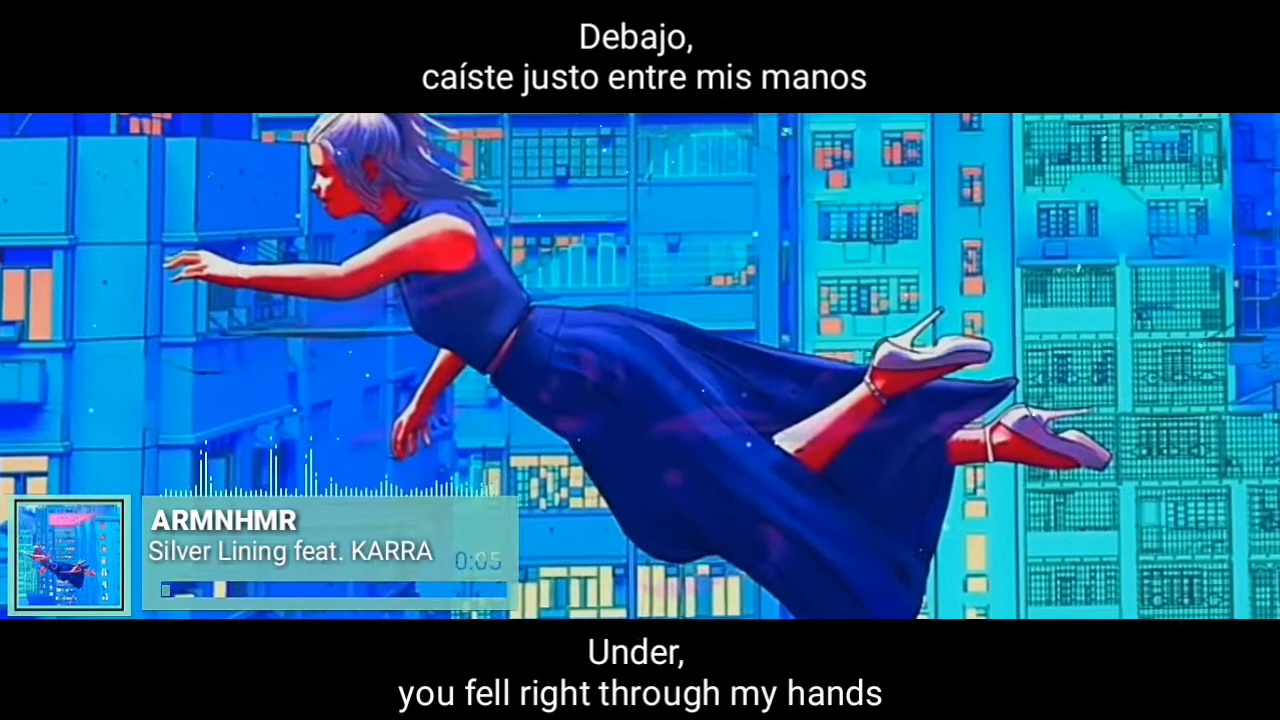 Debajo,
caíste justo entre mis manos
ARMNHMR
Silver Lining feat. KARRA
0:05
Under,
you fell right through my hands